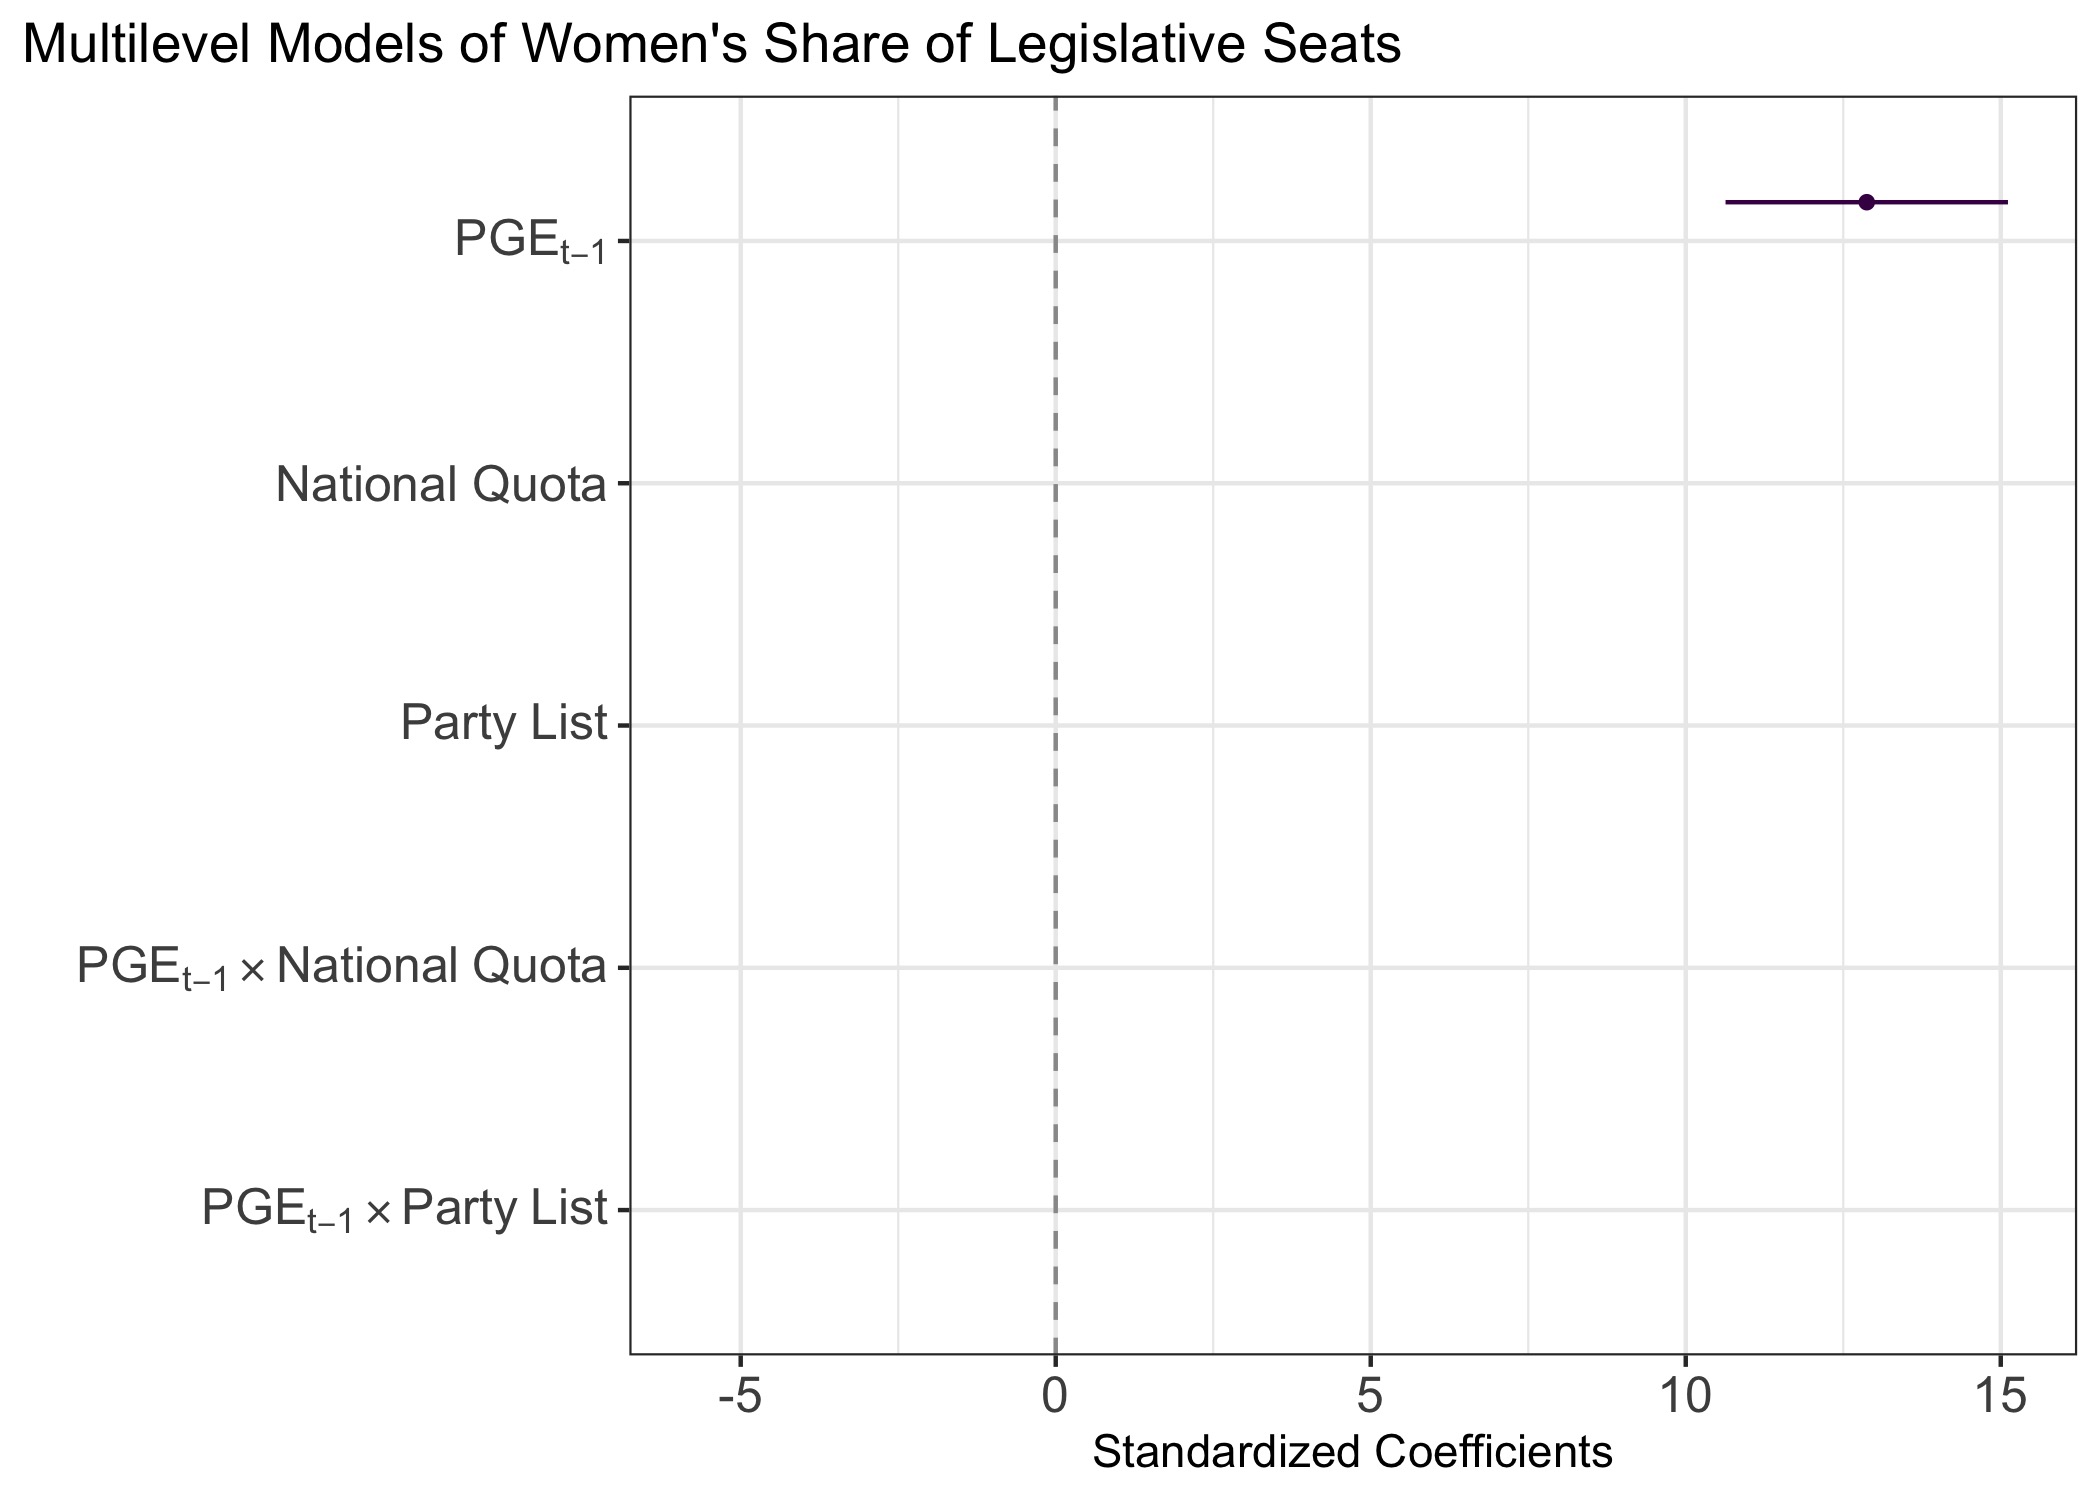 Multilevel Models of Women's Share of Legislative Seats
PGEt−1
National Quota
Party List
PGEt−1 × National Quota
PGEt−1 × Party List
-5 0 5 10 15
Standardized Coefficients